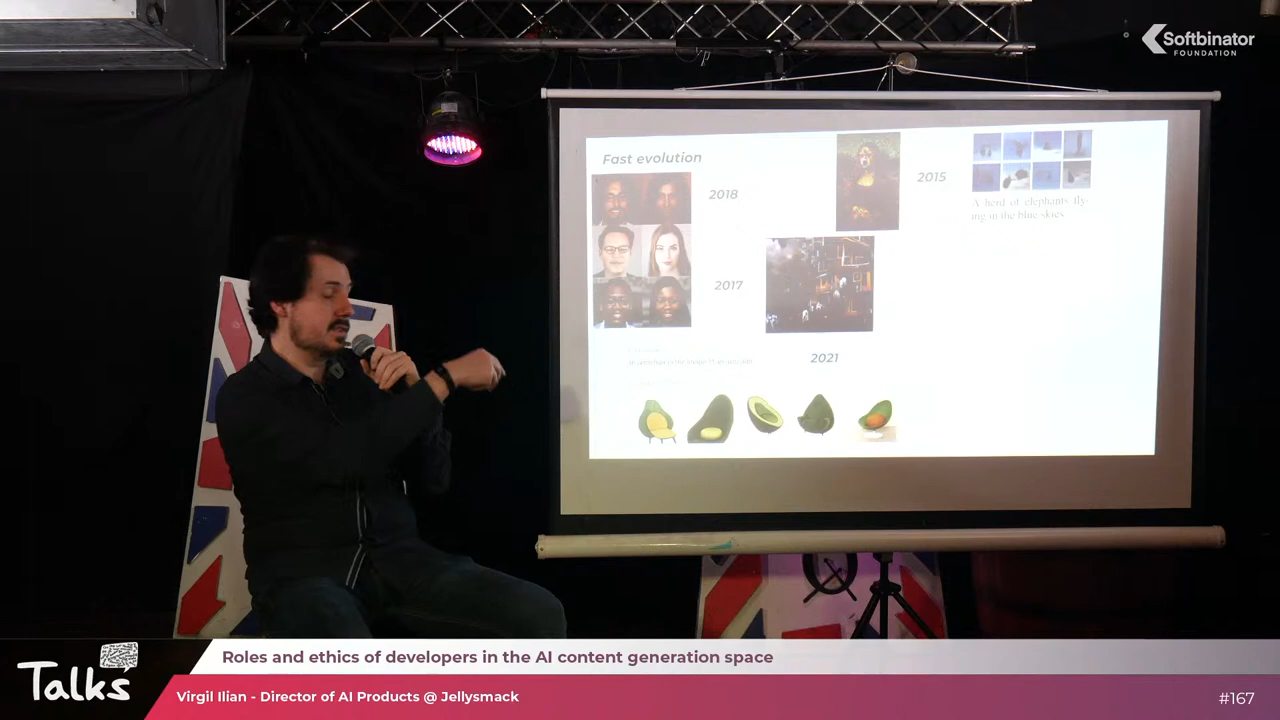 Softbinator
FOUNDATION
Fast evolution
2018
2015
A herd of elephants fly-
ing in the blue skies
2017
2021
Talks
Roles and ethics of developers in the AI content generation space
Virgil Ilian - Director of AI Products @ Jellysmack
#167